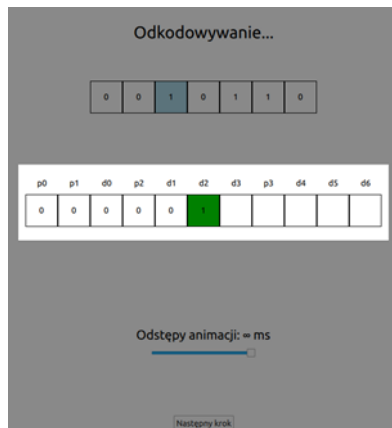 Odkodowywanie...
0 0 1 0 1 1 0
p0 p1 d0 p2 d1 d2 d3 p3 d4 d5 d6
0 0 0 0 0 1
Odstępy animacji: ∞ ms
Następny krok